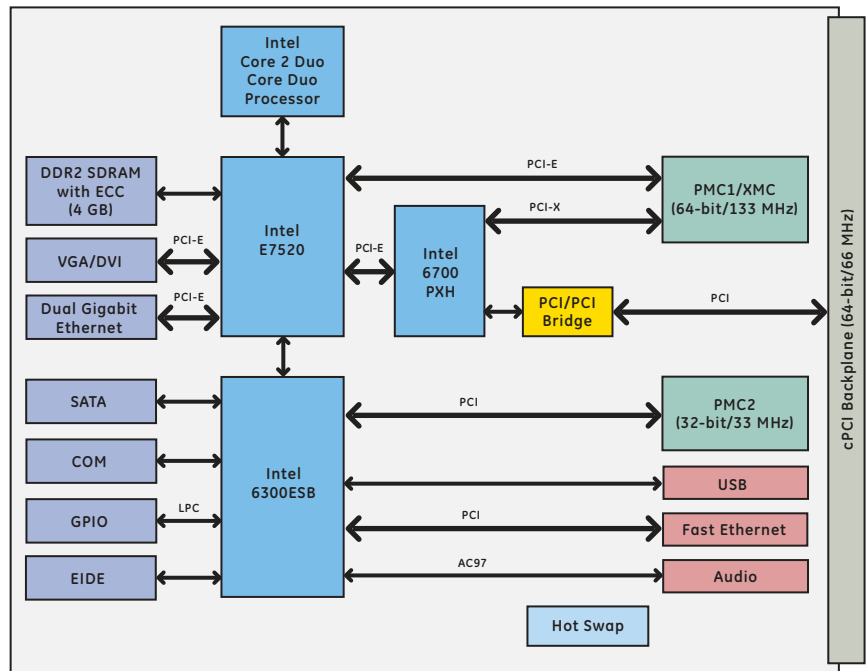 Intel
Core 2 Duo
Core Duo
Processor
DDR2 SDRAM
with ECC
(4 GB)
VGA/DVI
Dual Gigabit
Ethernet
PCI-E
PCI-E
Intel
E7520
PCI-E
Intel
6700
PXH
PCI-E
PCI-X
PMC1/XMC
(64-bit/133 MHz)
PCI/PCI
Bridge
PCI
cPCI Backplane (64-bit/66 MHz)
SATA
COM
GPIO
LPC
EIDE
Intel
6300ESB
PCI
PMC2
(32-bit/33 MHz)
USB
PCI
Fast Ethernet
AC97
Audio
Hot Swap